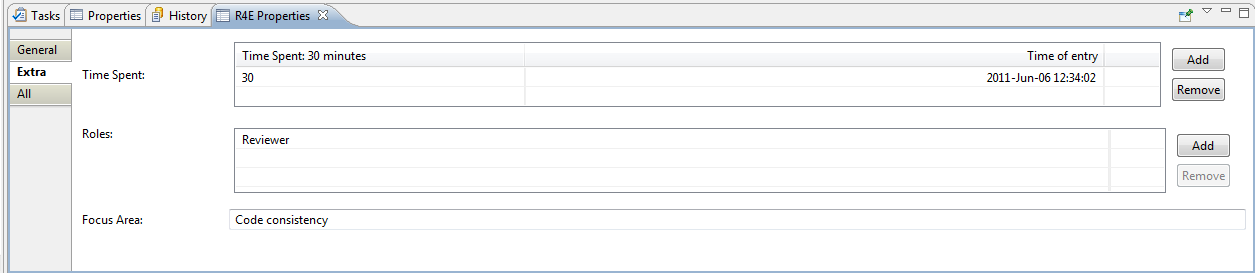 Tasks Properties History R4E Properties
General
Extra
All
Time Spent:
Time Spent: 30 minutes Time of entry
30 2011-Jun-06 12:34:02
Add
Remove
Roles:
Reviewer
Add
Remove
Focus Area: Code consistency